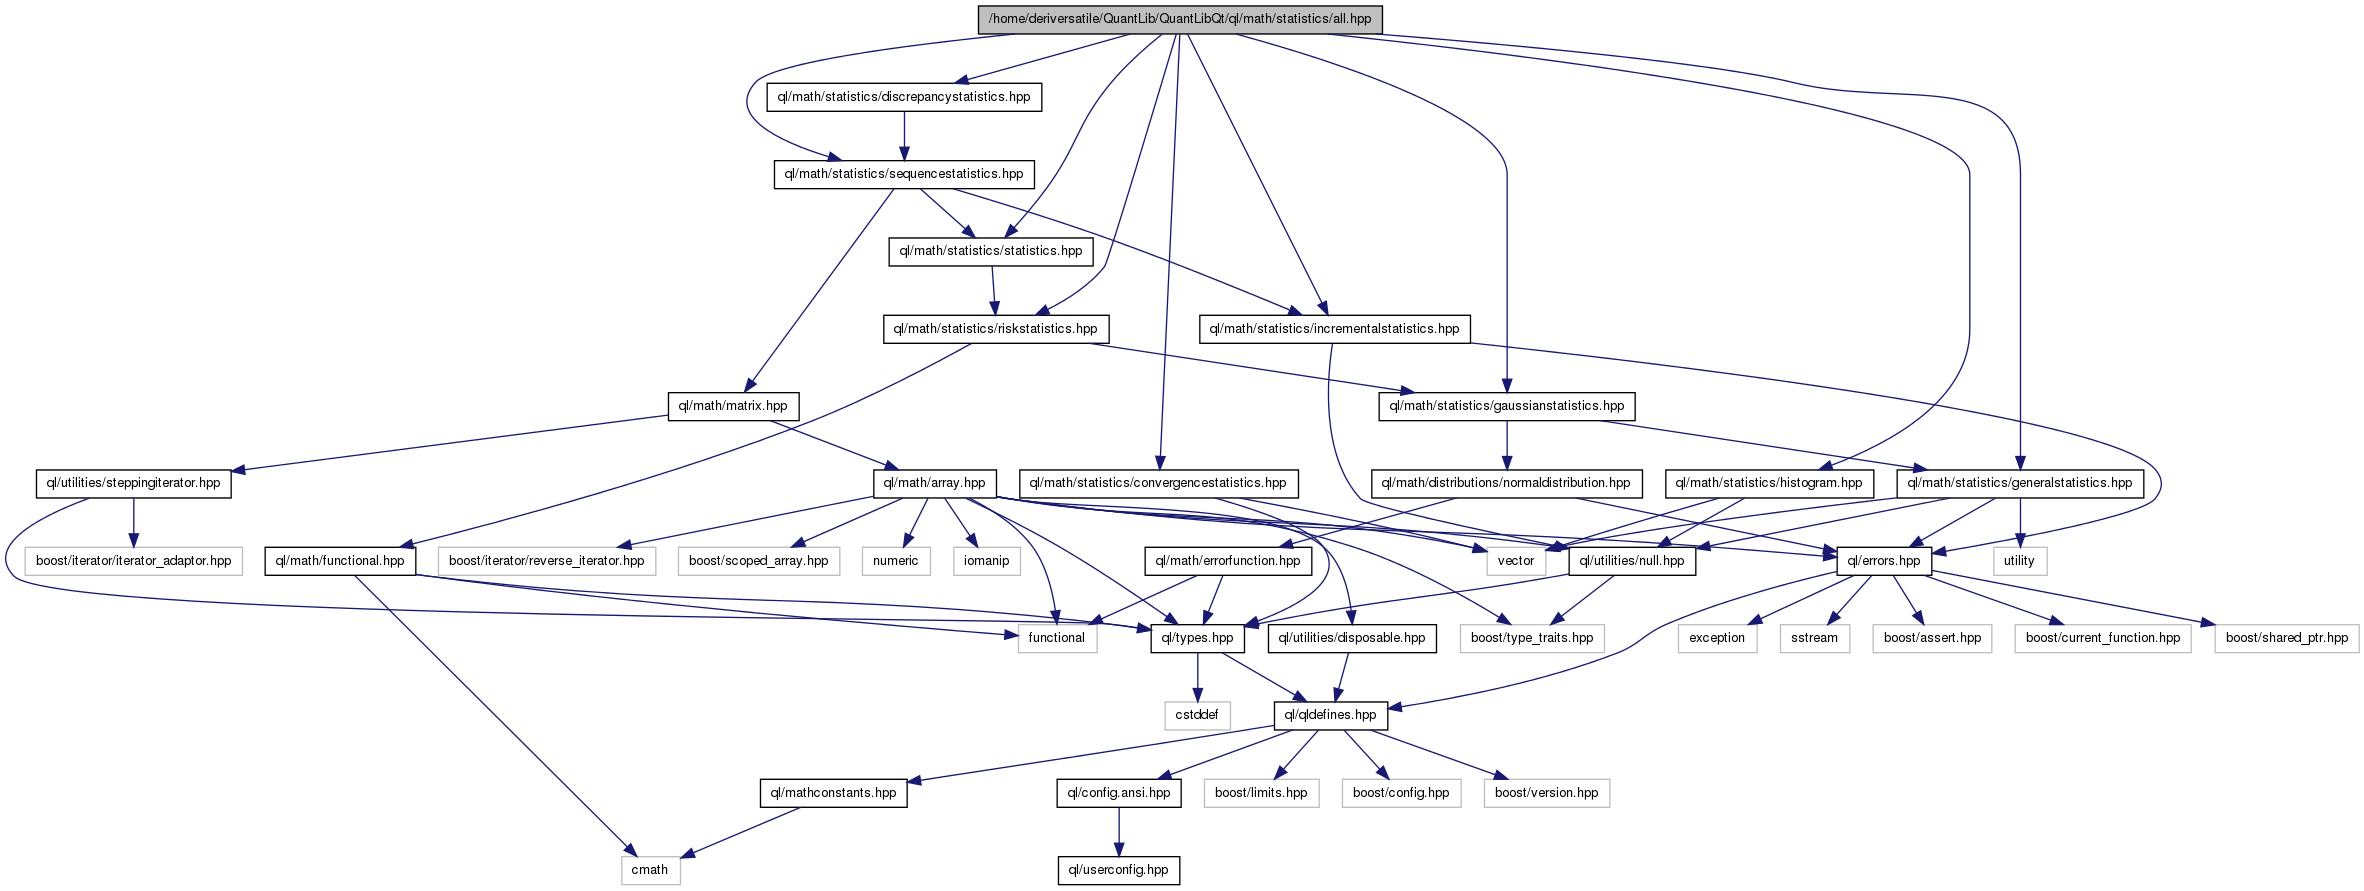 /home/deriversatile/QuantLib/QuantLibQt/ql/math/statistics/all.hpp
ql/math/statistics/discrepancystatistics.hpp
ql/math/statistics/sequencestatistics.hpp
ql/math/statistics/statistics.hpp
ql/math/statistics/riskstatistics.hpp
ql/math/statistics/incrementalstatistics.hpp
ql/math/matrix.hpp
ql/math/statistics/gaussianstatistics.hpp
ql/utilities/steppingiterator.hpp
ql/math/array.hpp
ql/math/statistics/convergencestatistics.hpp
ql/math/distributions/normaldistribution.hpp
ql/math/statistics/histogram.hpp
ql/math/statistics/generalstatistics.hpp
boost/iterator/iterator_adaptor.hpp
ql/math/functional.hpp
boost/iterator/reverse_iterator.hpp
boost/scoped_array.hpp
numeric
iomanip
ql/math/errorfunction.hpp
vector
ql/utilities/null.hpp
ql/errors.hpp
utility
functional
ql/types.hpp
ql/utilities/disposable.hpp
boost/type_traits.hpp
exception
sstream
boost/assert.hpp
boost/current_function.hpp
boost/shared_ptr.hpp
cstddef
ql/qldefines.hpp
ql/mathconstants.hpp
ql/config.ansi.hpp
boost/limits.hpp
boost/config.hpp
boost/version.hpp
cmath
ql/userconfig.hpp